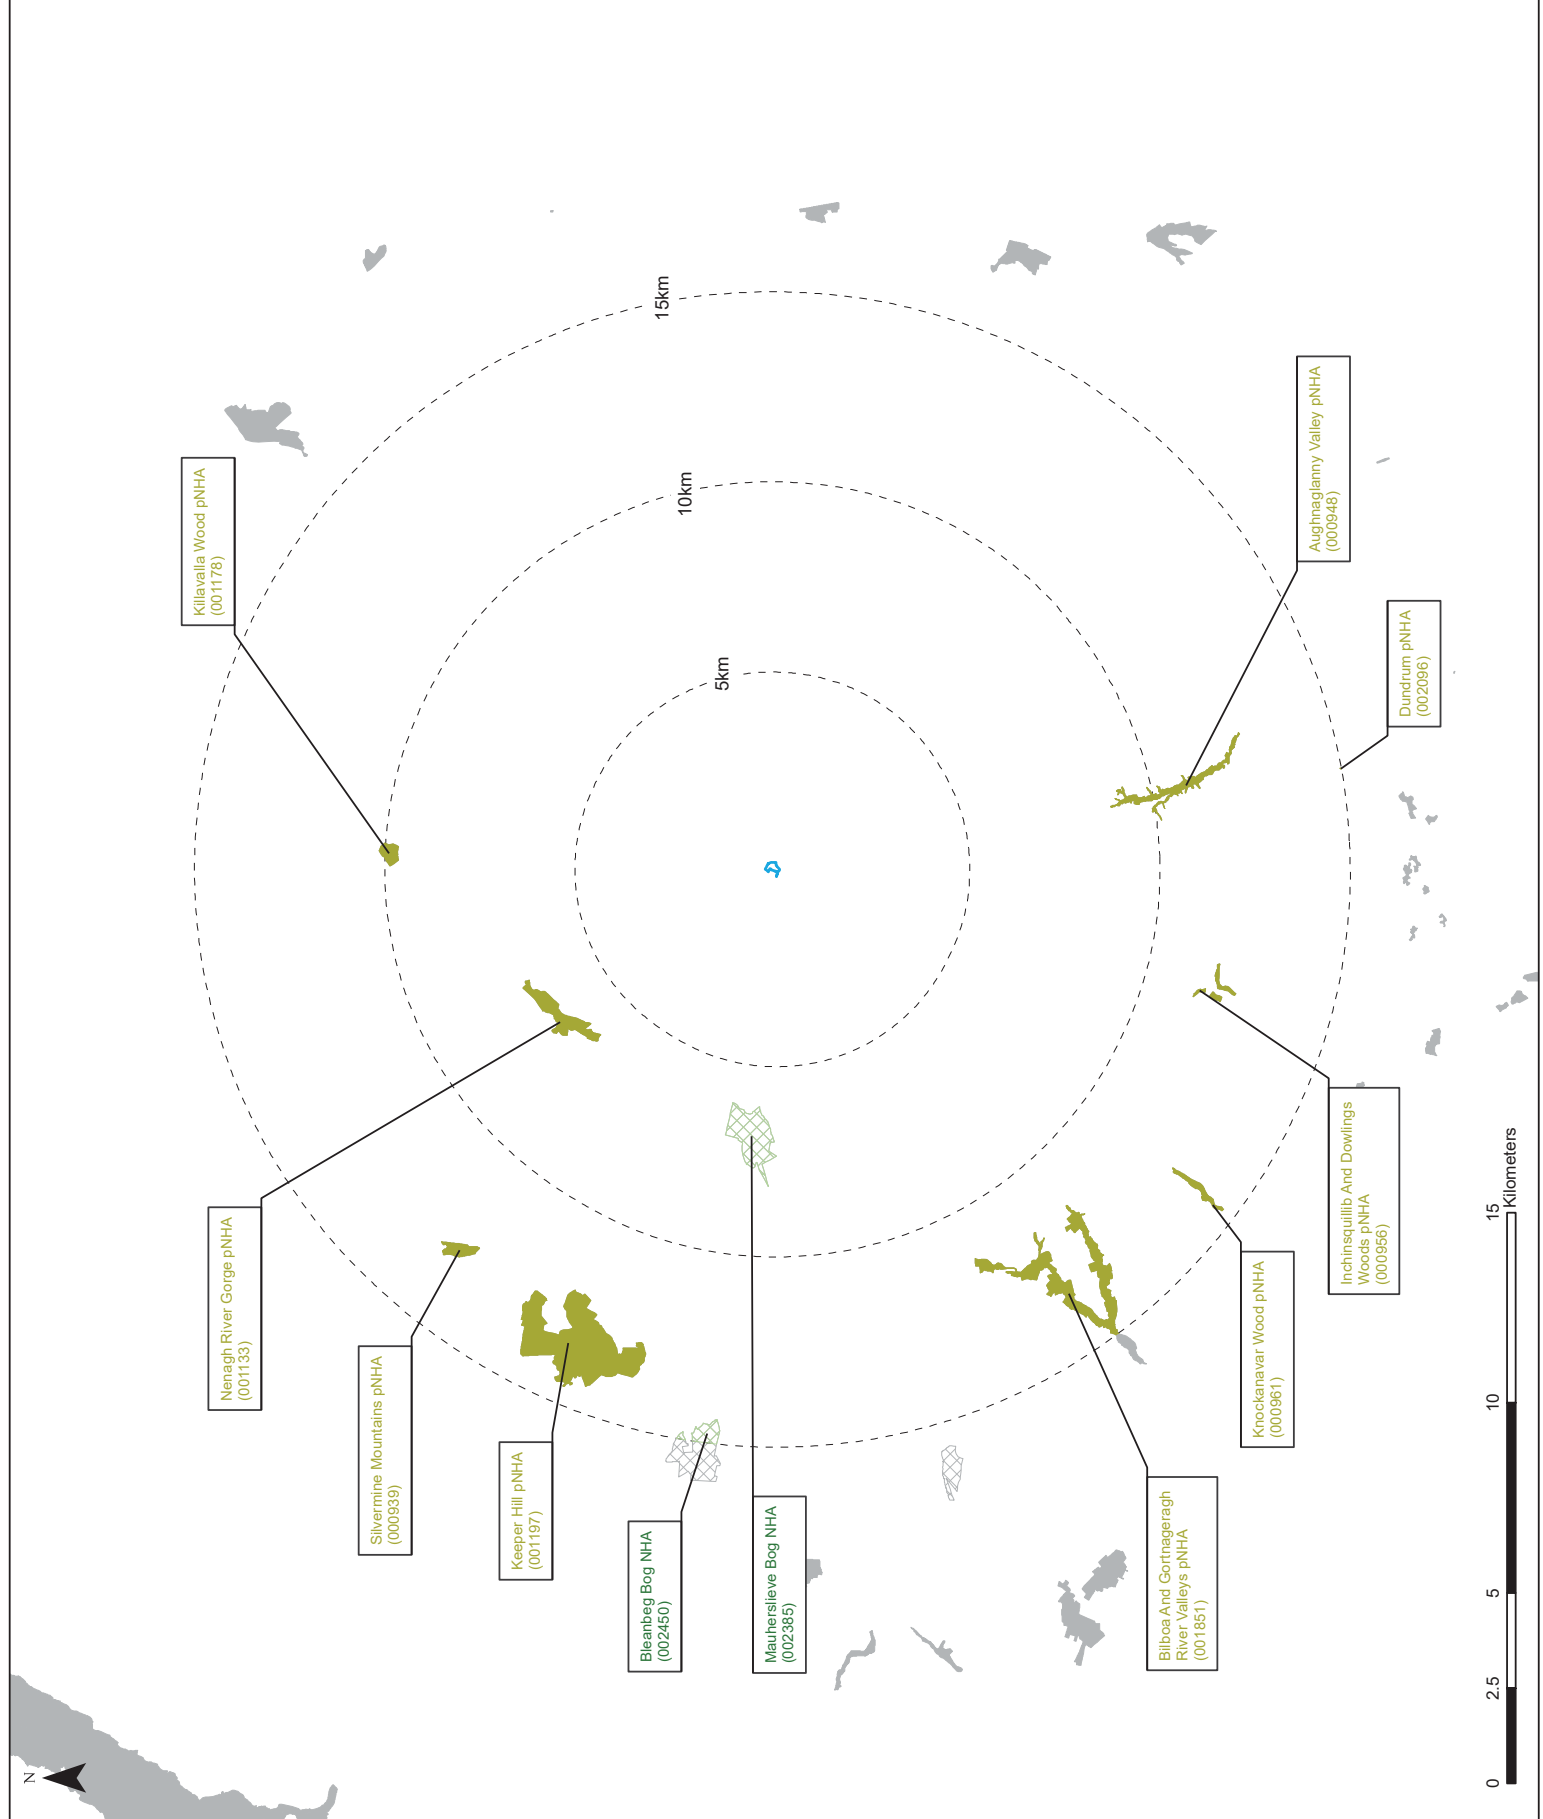 Killavalla Wood pNHA
(001178)
15km
10km
5km
Nenagh River Gorge pNHA
(001133)
Silvermine Mountains pNHA
(000939)
Keeper Hill pNHA
(001197)
Bleanbeg Bog NHA
(002450)
Mauherslieve Bog NHA
(002385)
Bilboa And Gortnageragh
River Valleys pNHA
(001851)
Knockanavar Wood pNHA
(000961)
Inchinsquillib And Dowlings
Woods pNHA
(000956)
Aughnaglanny Valley pNHA
(000948)
Dundrum pNHA
(002096)
N
0
2.5
5
10
15
Kilometers